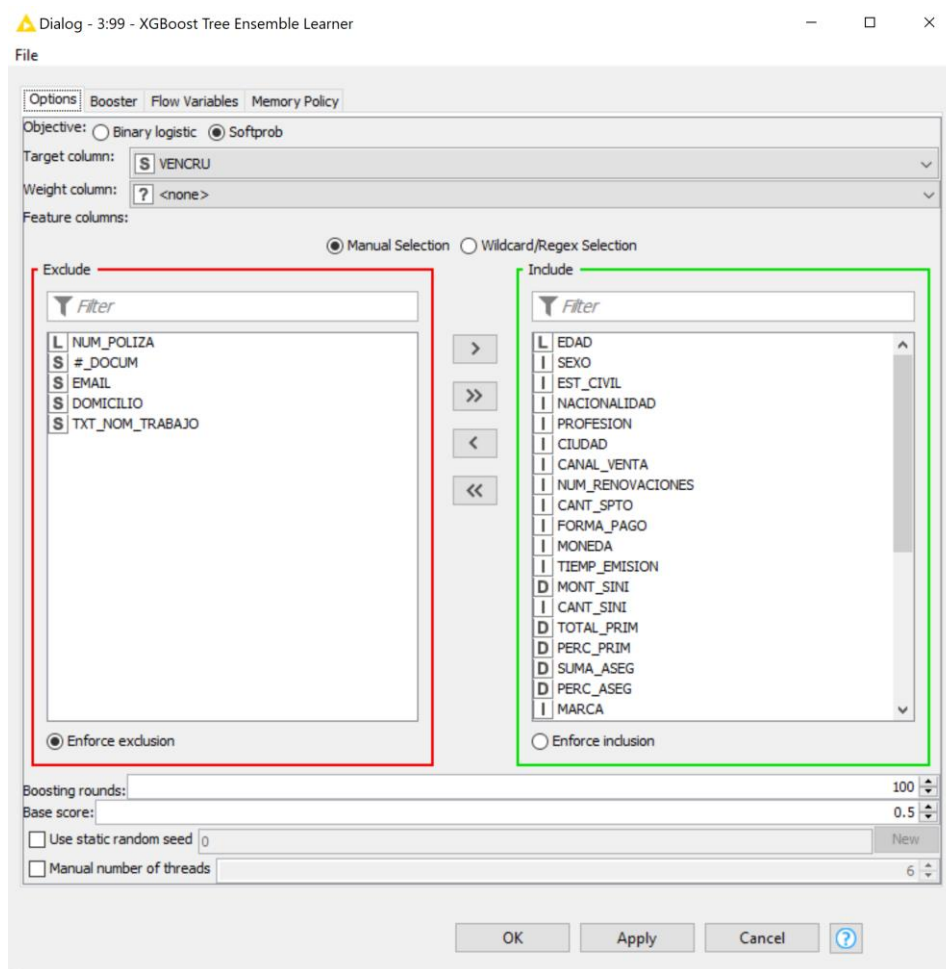 Dialog - 3:99 - XGBoost Tree Ensemble Learner
File
Options Booster Flow Variables Memory Policy
Objective: Binary logistic Softprob
Target column: S VENCRU
Weight column: ? <none>
Feature columns:
Manual Selection Wildcard/Regex Selection
Exclude
Filter
L NUM_POLIZA
S #_DOCUM
S EMAIL
S DOMICILIO
S TXT_NOM_TRABAJO
Enforce exclusion
>
>>
<
<<
Include
Filter
L EDAD
I SEXO
I EST_CIVIL
I NACIONALIDAD
I PROFESION
I CIUDAD
I CANAL_VENTA
I NUM_RENOVACIONES
I CANT_SPTO
I FORMA_PAGO
I MONEDA
I TIEMP_EMISION
D MONT_SINI
I CANT_SINI
D TOTAL_PRIM
D PERC_PRIM
D SUMA_ASEG
D PERC_ASEG
I MARCA
Enforce inclusion
Boosting rounds: 100
Base score: 0.5
Use static random seed 0 New
Manual number of threads 6
OK Apply Cancel ?